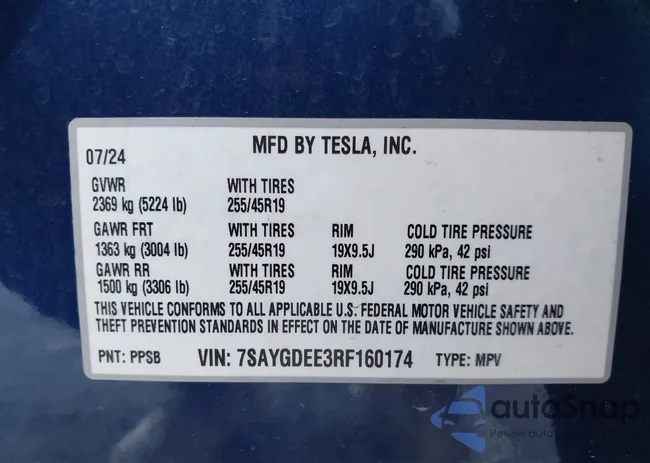 MFD BY TESLA, INC.
07/24
GVWR WITH TIRES
2369 kg (5224 lb) 255/45R19
GAWR FRT WITH TIRES RIM COLD TIRE PRESSURE
1363 kg (3004 lb) 255/45R19 19X9.5J 290 kPa, 42 psi
GAWR RR WITH TIRES RIM COLD TIRE PRESSURE
1500 kg (3306 lb) 255/45R19 19X9.5J 290 kPa, 42 psi
THIS VEHICLE CONFORMS TO ALL APPLICABLE U.S. FEDERAL MOTOR VEHICLE SAFETY AND
THEFT PREVENTION STANDARDS IN EFFECT ON THE DATE OF MANUFACTURE SHOWN ABOVE.
PNT: PPSB VIN: 7SAYGDEE3RF160174 TYPE: MPV
autoSnap
Pewne auto